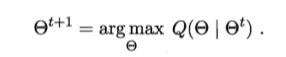 Θ^{t+1} = arg max_Θ Q(Θ | Θ^t) .